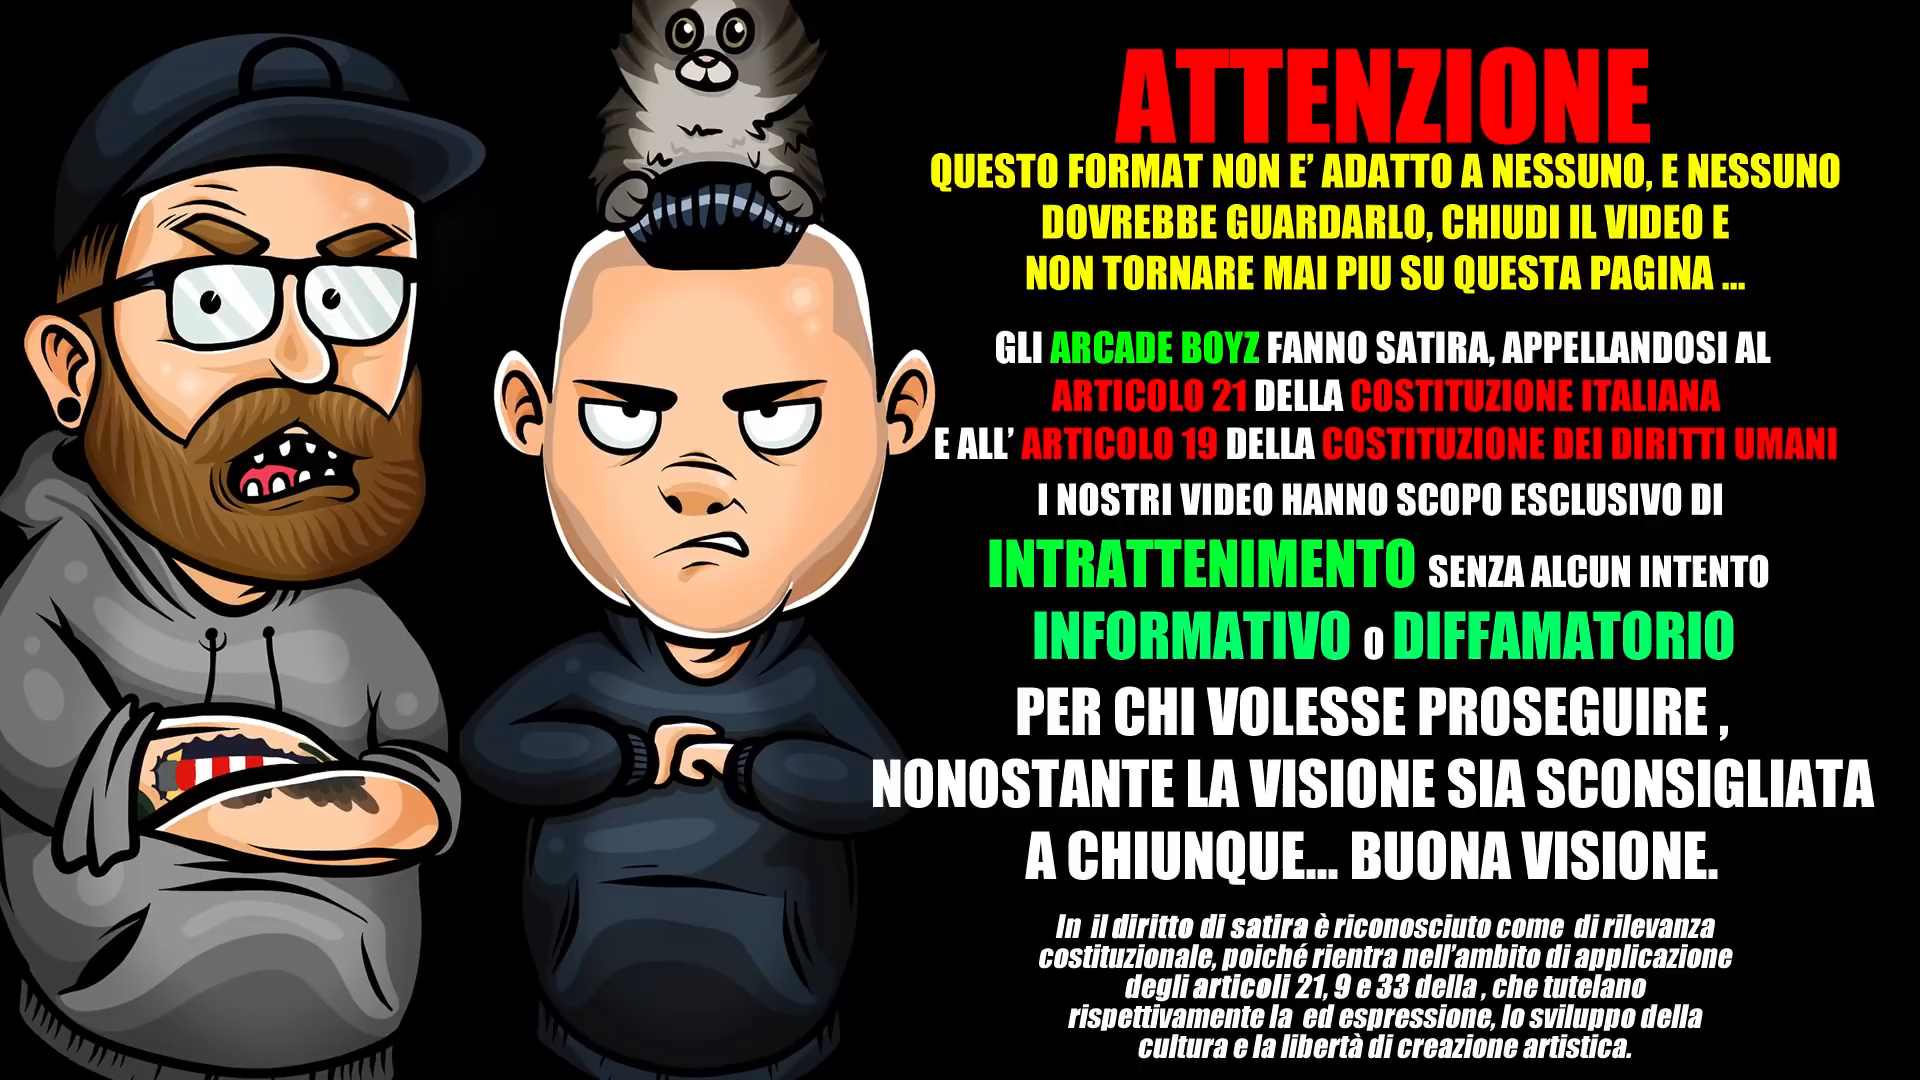 ATTENZIONE
QUESTO FORMAT NON E' ADATTO A NESSUNO, E NESSUNO
DOVREBBE GUARDARLO, CHIUDI IL VIDEO E
NON TORNARE MAI PIU SU QUESTA PAGINA ...
GLI ARCADE BOYZ FANNO SATIRA, APPELLANDOSI AL
ARTICOLO 21 DELLA COSTITUZIONE ITALIANA
E ALL' ARTICOLO 19 DELLA COSTITUZIONE DEI DIRITTI UMANI
I NOSTRI VIDEO HANNO SCOPO ESCLUSIVO DI
INTRATTENIMENTO SENZA ALCUN INTENTO
INFORMATIVO O DIFFAMATORIO
PER CHI VOLESSE PROSEGUIRE ,
NONOSTANTE LA VISIONE SIA SCONSIGLIATA
A CHIUNQUE... BUONA VISIONE.
In il diritto di satira è riconosciuto come di rilevanza
costituzionale, poiché rientra nell'ambito di applicazione
degli articoli 21, 9 e 33 della , che tutelano
rispettivamente la ed espressione, lo sviluppo della
cultura e la libertà di creazione artistica.